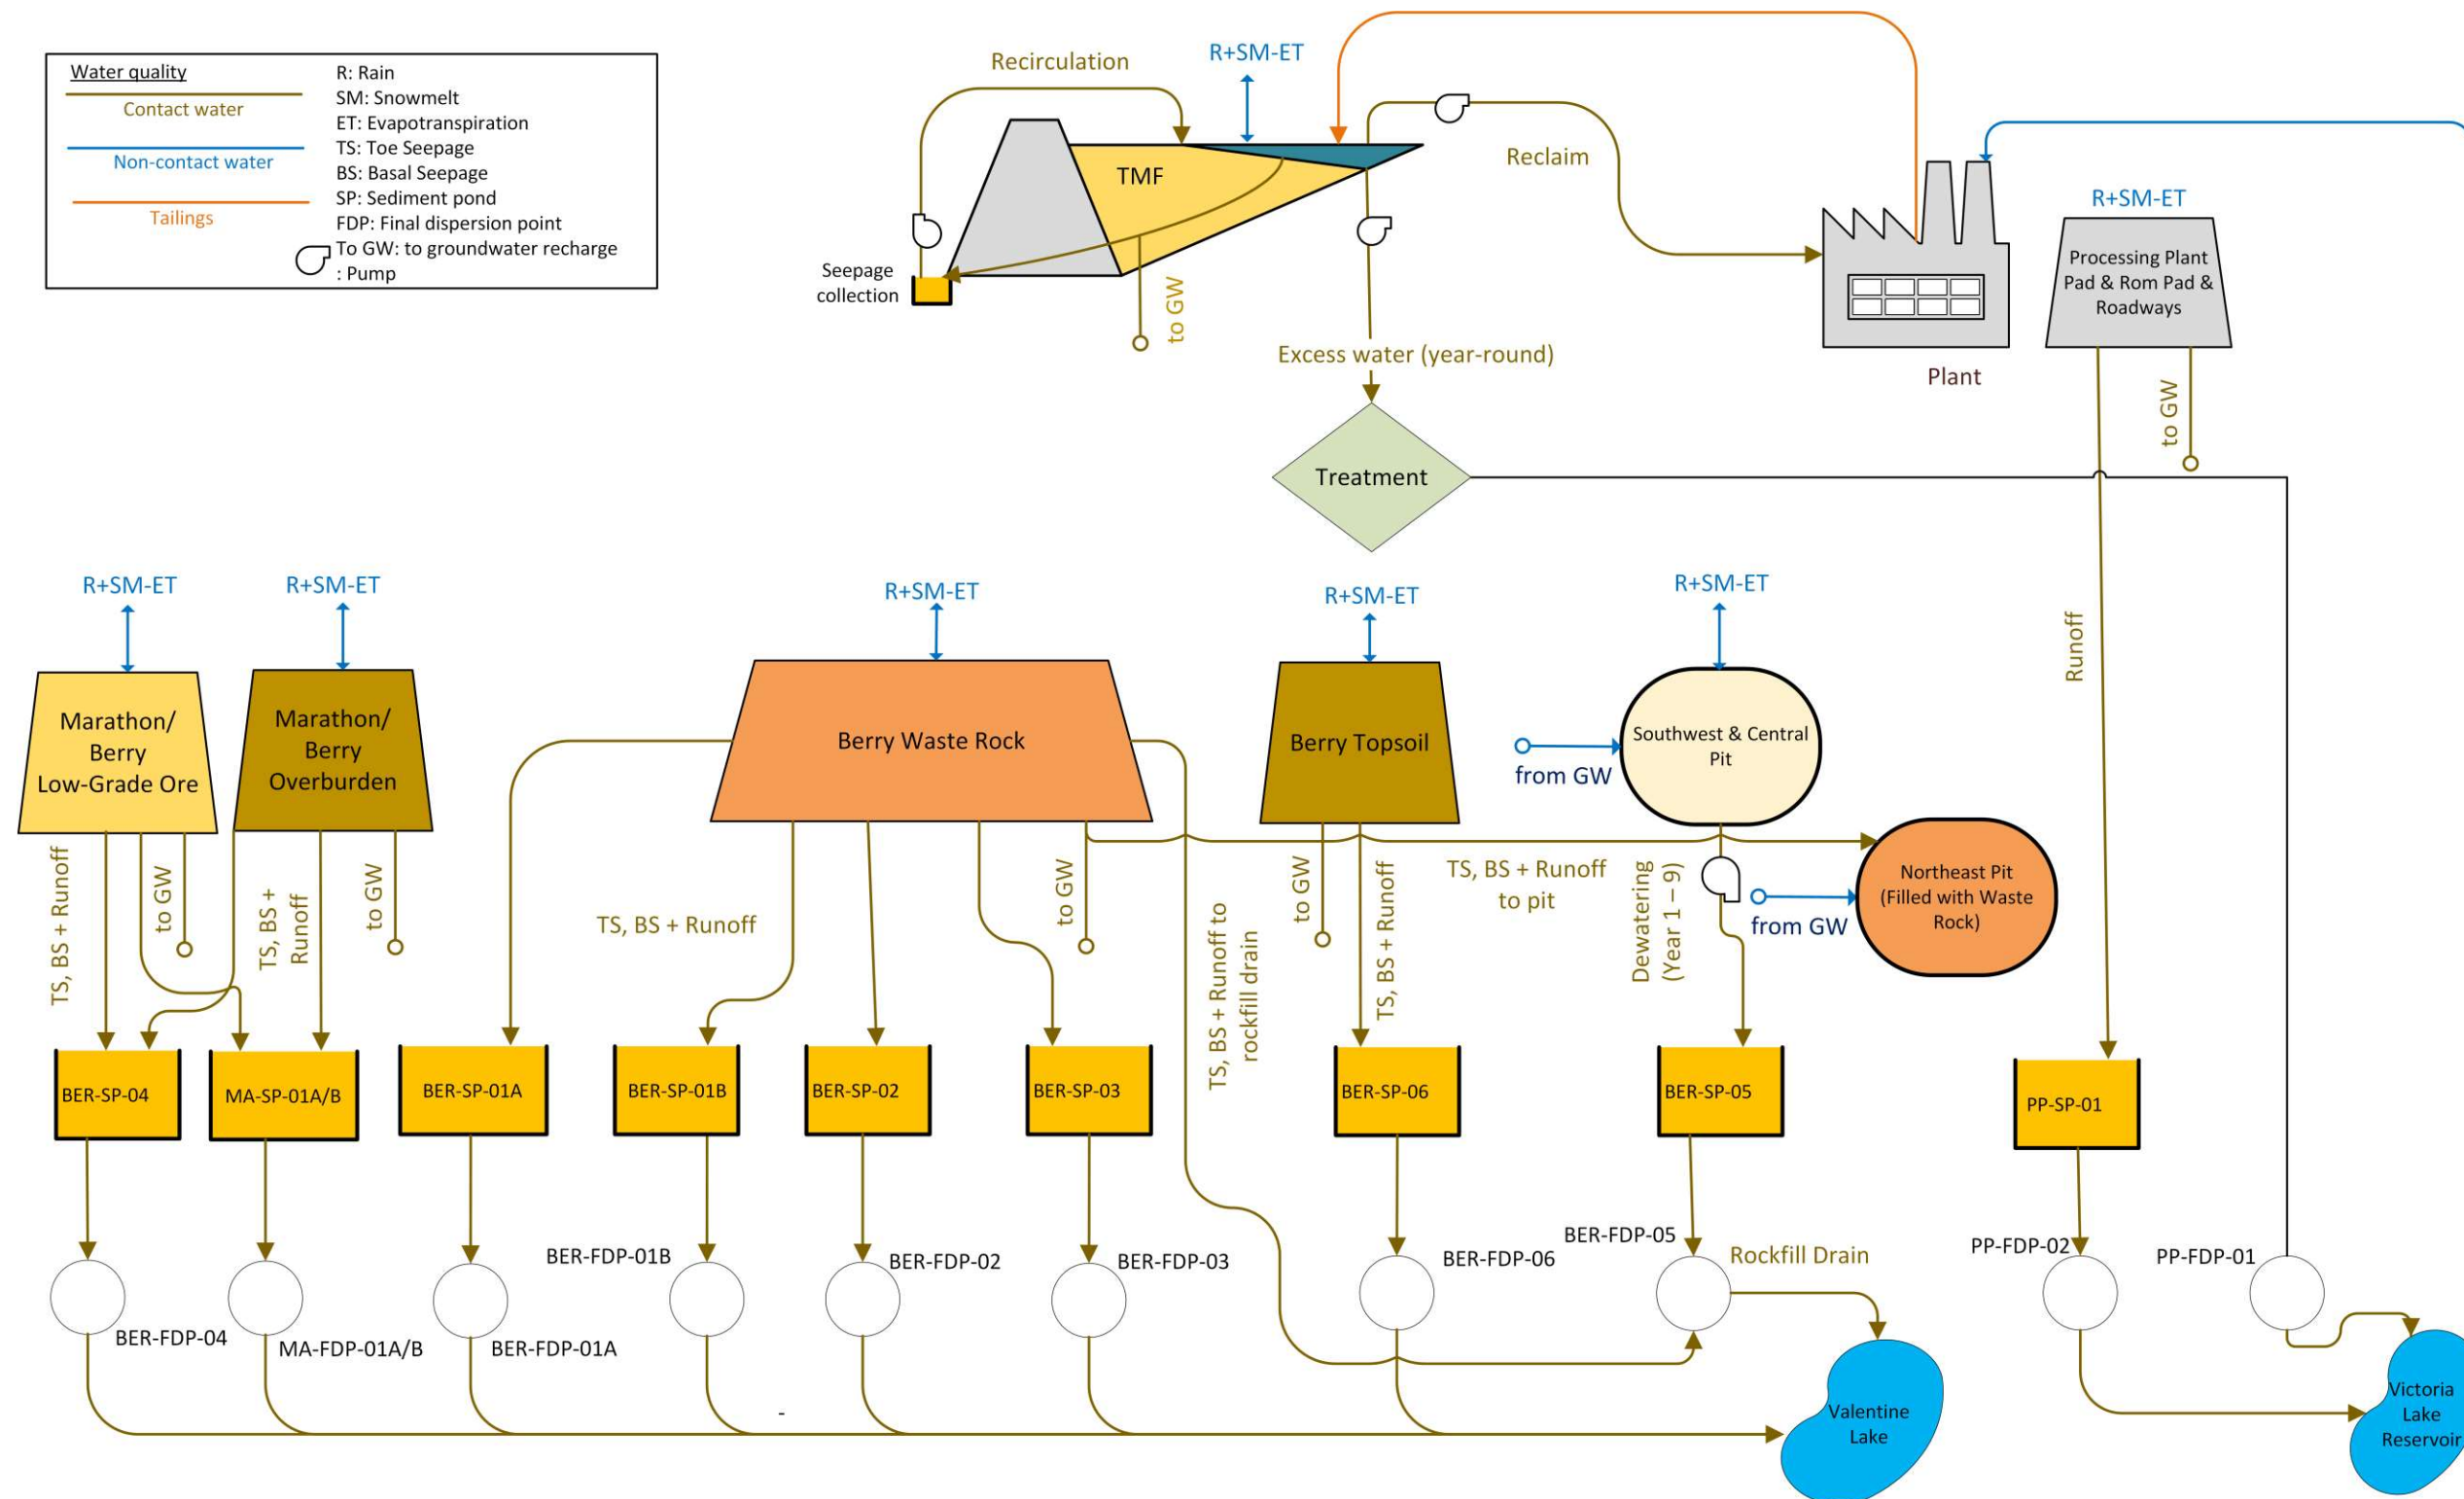 Water quality
Contact water
Non-contact water
Tailings
R: Rain
SM: Snowmelt
ET: Evapotranspiration
TS: Toe Seepage
BS: Basal Seepage
SP: Sediment pond
FDP: Final dispersion point
To GW: to groundwater recharge
: Pump
Recirculation
R+SM-ET
TMF
Reclaim
Seepage
collection
to GW
Excess water (year-round)
Treatment
Plant
R+SM-ET
Processing Plant
Pad & Rom Pad &
Roadways
to GW
Runoff
R+SM-ET
R+SM-ET
R+SM-ET
R+SM-ET
R+SM-ET
Marathon/
Berry
Low-Grade Ore
Marathon/
Berry
Overburden
Berry Waste Rock
Berry Topsoil
Southwest & Central
Pit
from GW
Northeast Pit
(Filled with Waste
Rock)
from GW
TS, BS + Runoff
to GW
TS, BS +
Runoff
to GW
TS, BS + Runoff
to GW
TS, BS + Runoff to
rockfill drain
to GW
TS, BS + Runoff
TS, BS + Runoff
to pit
Dewatering
(Year 1 – 9)
BER-SP-04
MA-SP-01A/B
BER-SP-01A
BER-SP-01B
BER-SP-02
BER-SP-03
BER-SP-06
BER-SP-05
PP-SP-01
BER-FDP-04
MA-FDP-01A/B
BER-FDP-01A
BER-FDP-01B
BER-FDP-02
BER-FDP-03
BER-FDP-06
BER-FDP-05
Rockfill Drain
PP-FDP-02
PP-FDP-01
-
Valentine
Lake
Victoria
Lake
Reservoir